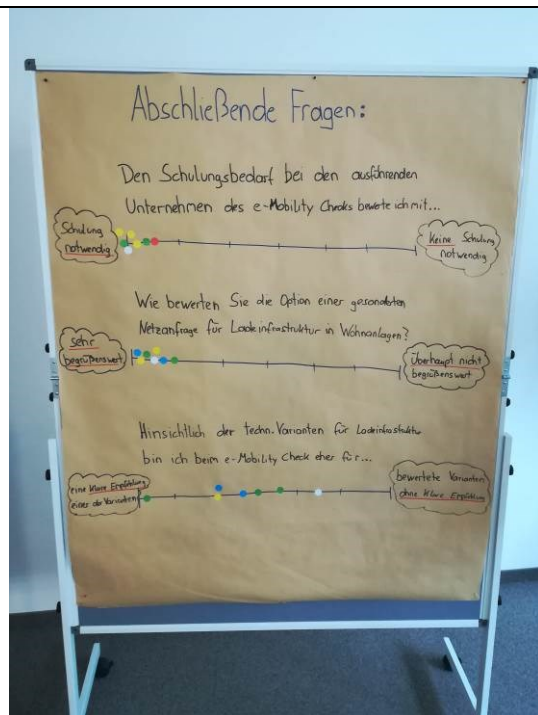 Abschließende Fragen:
Den Schulungsbedarf bei den ausführenden
Unternehmen des e-Mobility Checks bewerte ich mit...
Schulung
notwendig
Keine Schulung
notwendig
Wie bewerten Sie die Option einer gesonderten
Netzanfrage für Ladeinfrastruktur in Wohnanlagen?
sehr
begrüßenswert
Überhaupt nicht
begrüßenswert
Hinsichtlich der techn. Varianten für Ladeinfrastruktur
bin ich beim e-Mobility Check eher für...
eine klare Empfehlung
einer der Varianten
bewertete Varianten
ohne klare Empfehlung